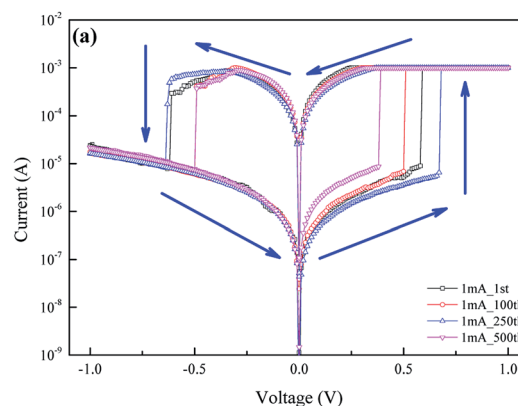 (a)
10⁻²
10⁻³
10⁻⁴
10⁻⁵
10⁻⁶
10⁻⁷
10⁻⁸
10⁻⁹
Current (A)
1mA_1st
1mA_100t
1mA_250t
1mA_500t
-1.0 -0.5 0.0 0.5 1.0
Voltage (V)